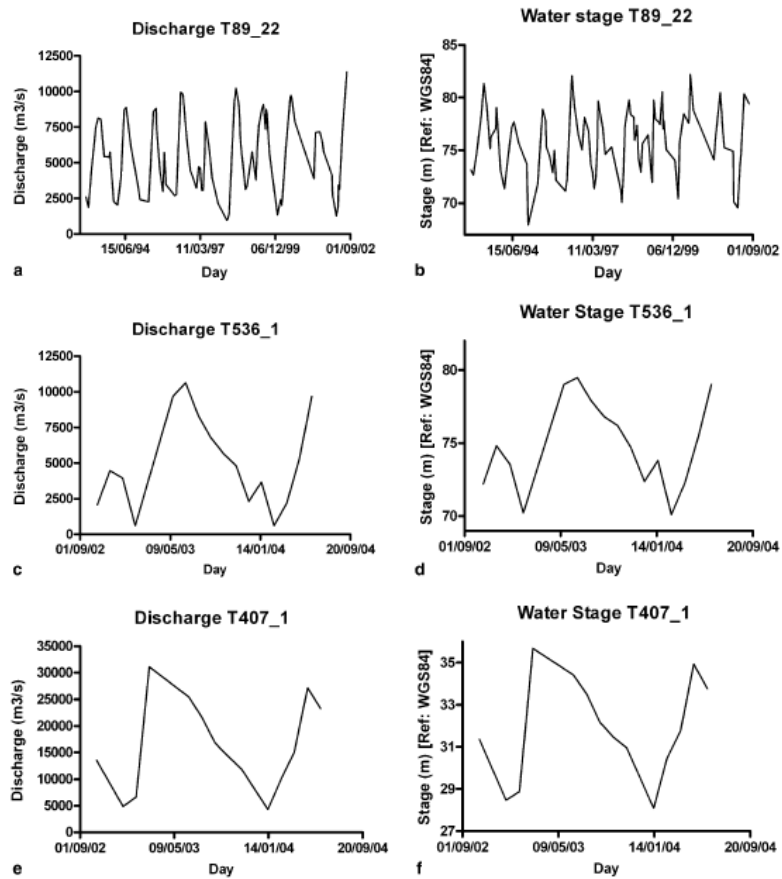 Discharge T89_22
Discharge (m3/s)
12500
10000
7500
5000
2500
0
15/06/94 11/03/97 06/12/99 01/09/02
Day
a
Water stage T89_22
Stage (m) [Ref: WGS84]
85
80
75
70
15/06/94 11/03/97 06/12/99 01/09/02
Day
b
Discharge T536_1
Discharge (m3/s)
12500
10000
7500
5000
2500
0
01/09/02 09/05/03 14/01/04 20/09/04
Day
c
Water Stage T536_1
Stage (m) [Ref: WGS84]
80
75
70
01/09/02 09/05/03 14/01/04 20/09/04
Day
d
Discharge T407_1
Discharge (m3/s)
35000
30000
25000
20000
15000
10000
5000
0
01/09/02 09/05/03 14/01/04 20/09/04
Day
e
Water Stage T407_1
Stage (m) [Ref: WGS84]
35
33
31
29
27
01/09/02 09/05/03 14/01/04 20/09/04
Day
f